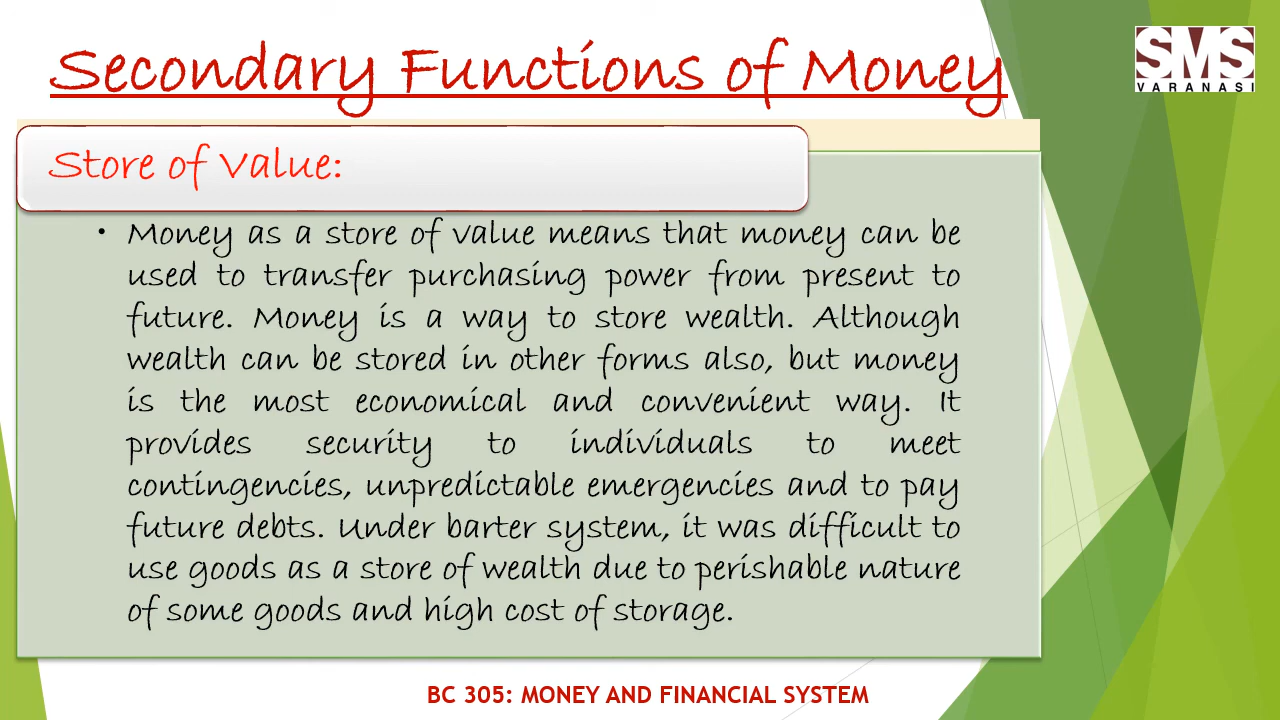 Secondary Functions of Money
SMS
VARANASI
Store of Value:
• Money as a store of value means that money can be
used to transfer purchasing power from present to
future. Money is a way to store wealth. Although
wealth can be stored in other forms also, but money
is the most economical and convenient way. It
provides security to individuals to meet
contingencies, unpredictable emergencies and to pay
future debts. Under barter system, it was difficult to
use goods as a store of wealth due to perishable nature
of some goods and high cost of storage.
BC 305: MONEY AND FINANCIAL SYSTEM